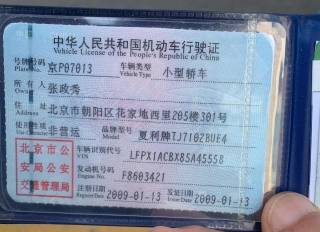 中华人民共和国机动车行驶证
Vehicle License of the People's Republic of China
号牌号码 京P07013 车辆类型 小型轿车
Plate No. Vehicle Type
所有人 张政秀
Owner
住址 北京市朝阳区花家地西里205楼301号
Address
使用性质 非营运 品牌型号 夏利牌TJ7102BUE4
Use Character Model
北京市公 车辆识别代号 LFPX1ACBX85A45558
VIN
安局公安 发动机号码 F8603421
Engine No.
交通管理局 注册日期 2009-01-13 发证日期 2009-01-13
Register Date Issue Date